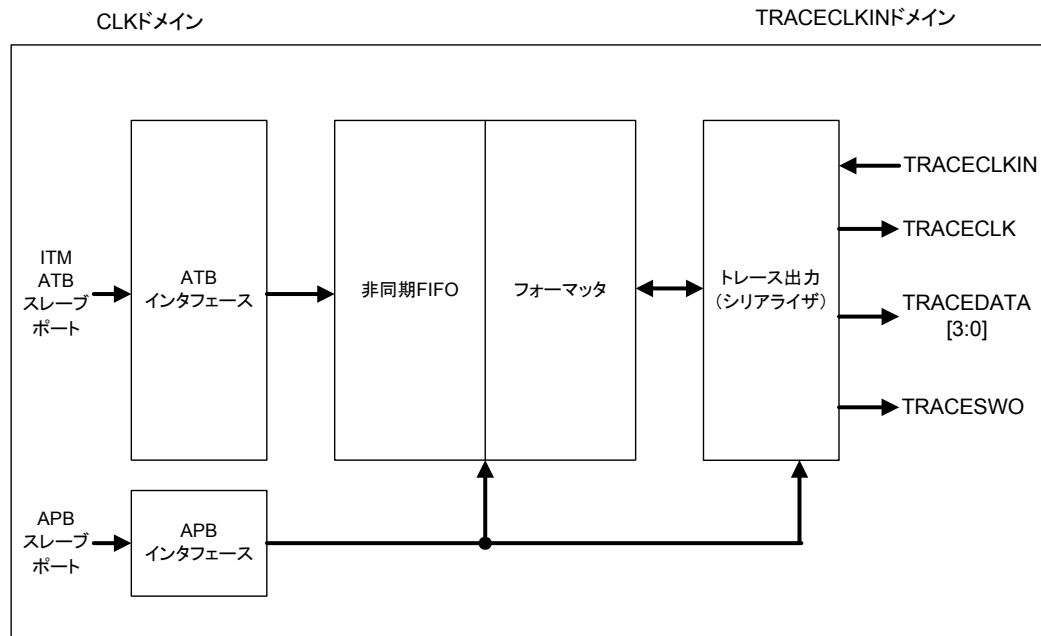 CLKドメイン
TRACECLKINドメイン
ITM
ATB
スレーブ
ポート
ATB
インタフェース
非同期FIFO
フォーマッタ
トレース出力
(シリアライザ)
TRACECLKIN
TRACECLK
TRACEDATA
[3:0]
TRACESWO
APB
スレーブ
ポート
APB
インタフェース